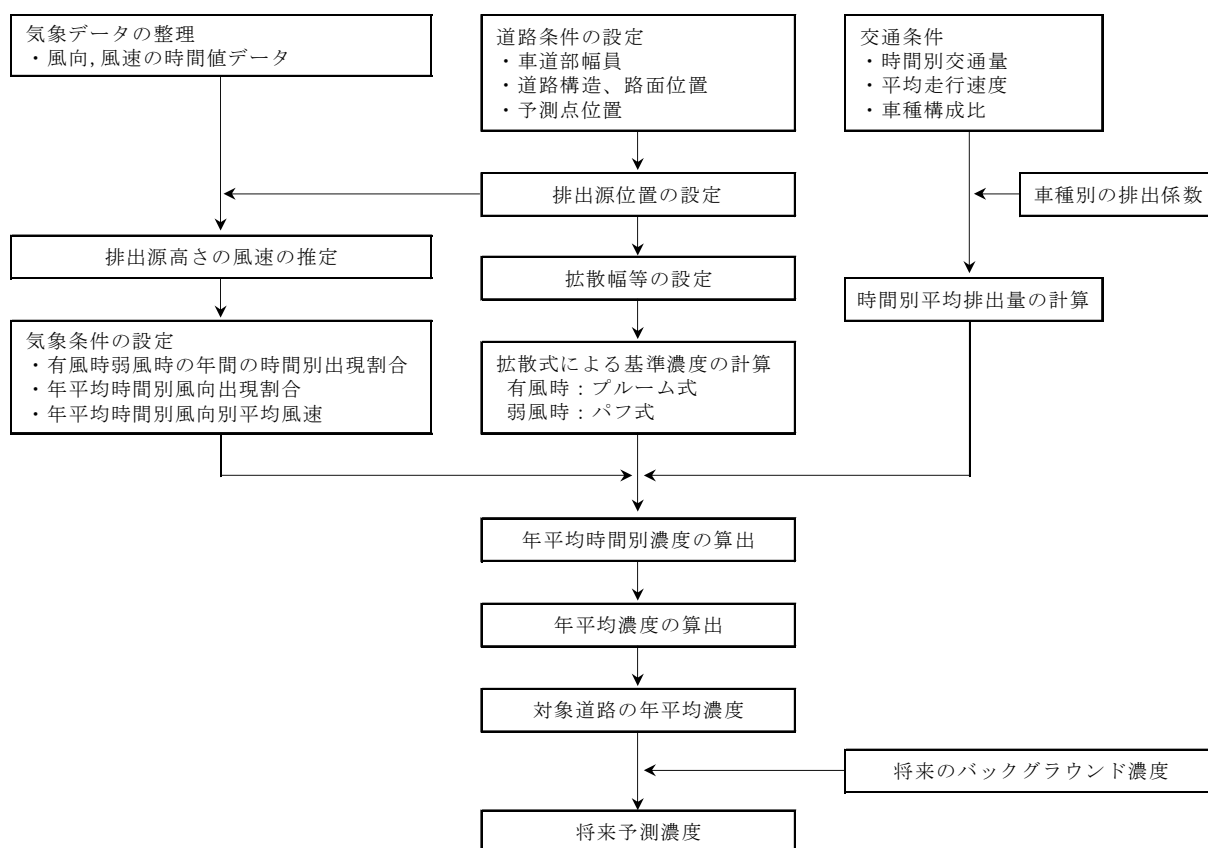 気象データの整理
・風向,風速の時間値データ
道路条件の設定
・車道部幅員
・道路構造、路面位置
・予測点位置
交通条件
・時間別交通量
・平均走行速度
・車種構成比
排出源位置の設定
車種別の排出係数
排出源高さの風速の推定
拡散幅等の設定
時間別平均排出量の計算
気象条件の設定
・有風時弱風時の年間の時間別出現割合
・年平均時間別風向出現割合
・年平均時間別風向別平均風速
拡散式による基準濃度の計算
有風時：プルーム式
弱風時：パフ式
年平均時間別濃度の算出
年平均濃度の算出
対象道路の年平均濃度
将来のバックグラウンド濃度
将来予測濃度